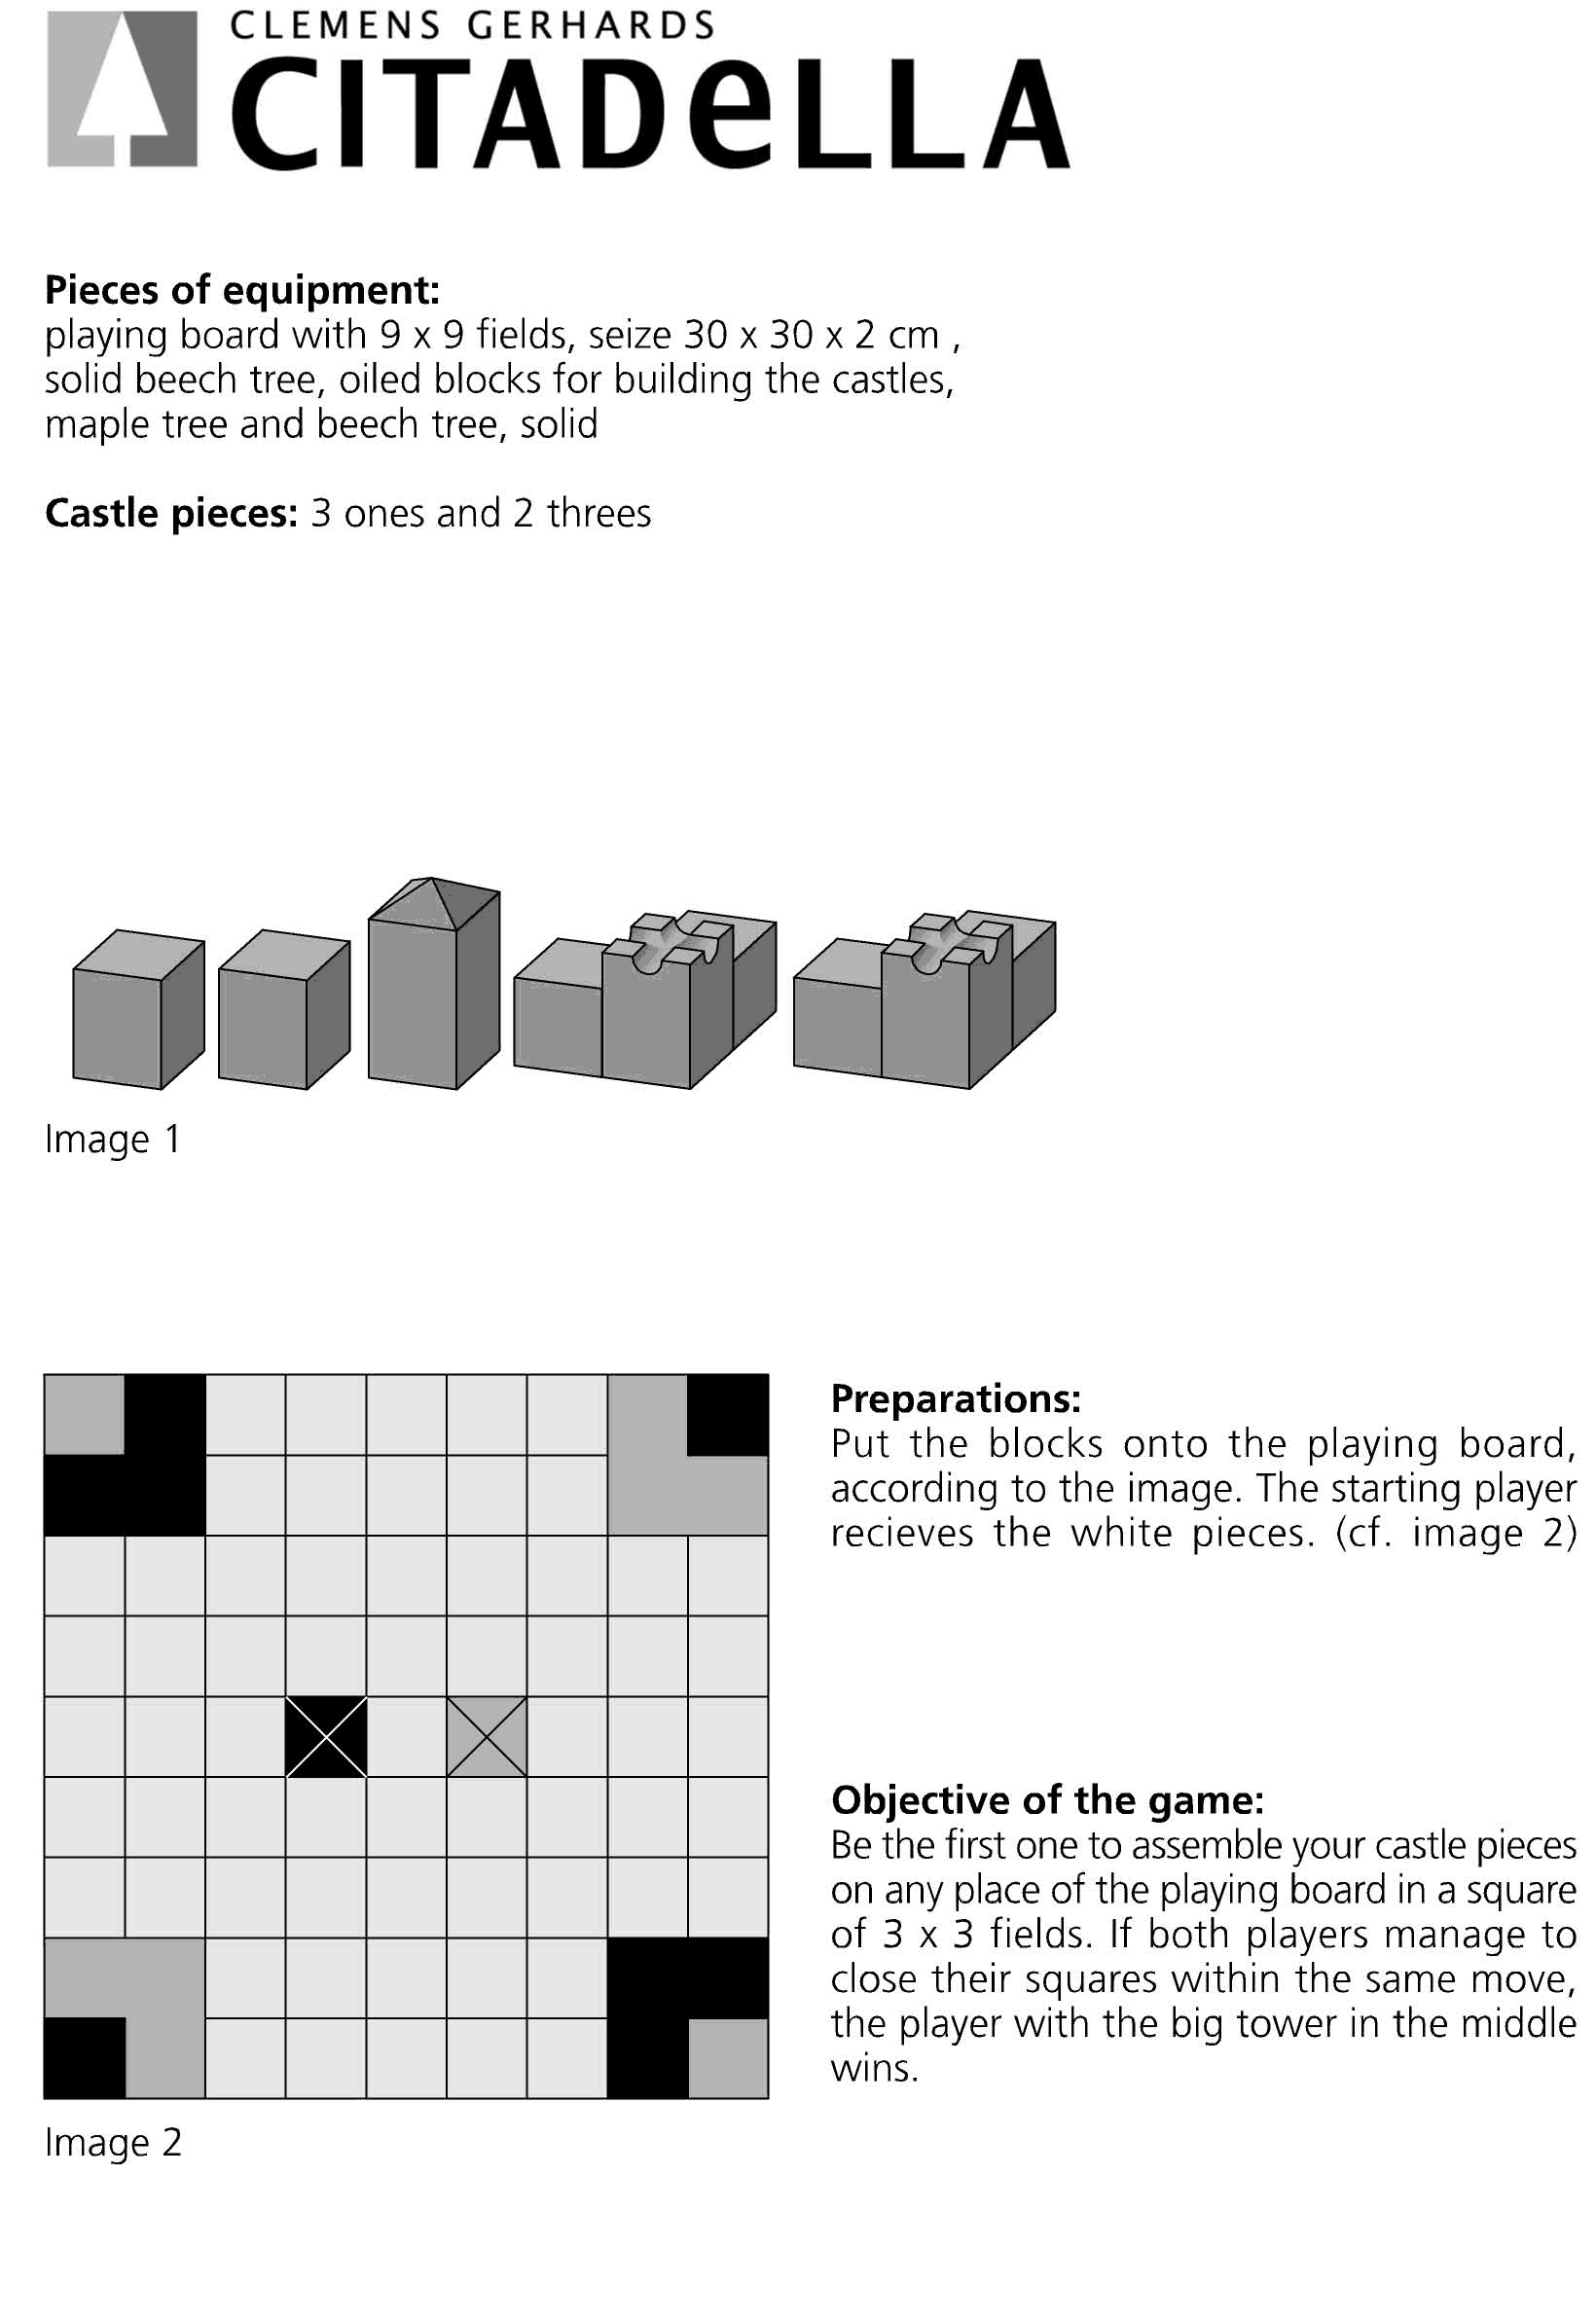 CLEMENS GERHARDS
CITADeLLA
Pieces of equipment:
playing board with 9 x 9 fields, seize 30 x 30 x 2 cm ,
solid beech tree, oiled blocks for building the castles,
maple tree and beech tree, solid
Castle pieces: 3 ones and 2 threes
Image 1
Preparations:
Put the blocks onto the playing board,
according to the image. The starting player
recieves the white pieces. (cf. image 2)
Objective of the game:
Be the first one to assemble your castle pieces
on any place of the playing board in a square
of 3 x 3 fields. If both players manage to
close their squares within the same move,
the player with the big tower in the middle
wins.
Image 2